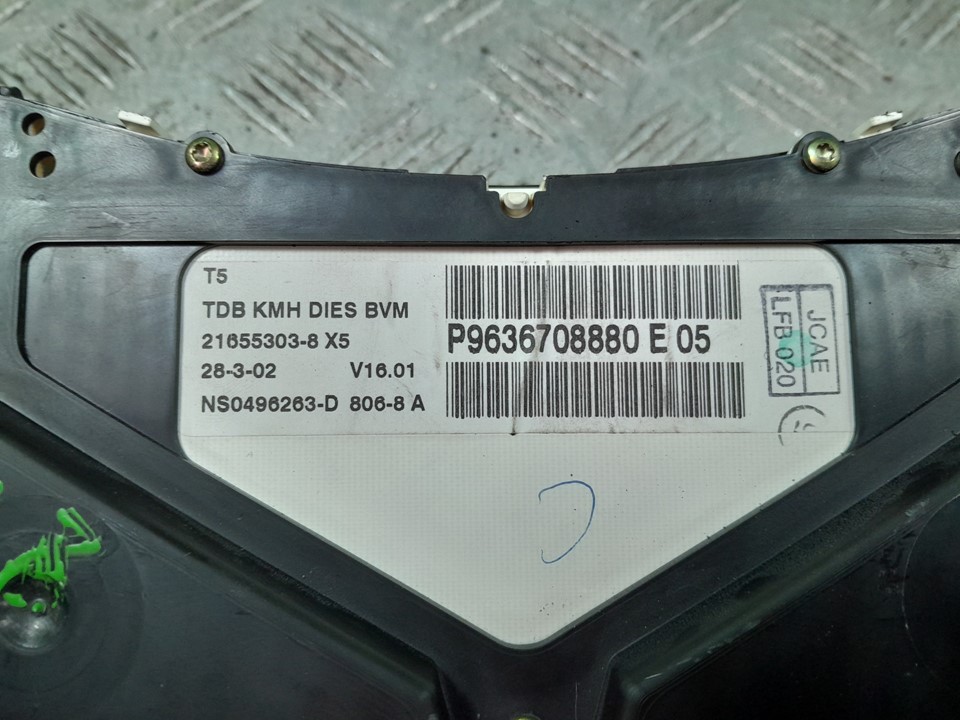 T5
TDB KMH DIES BVM
21655303-8 X5
28-3-02 V16.01
NS0496263-D 806-8 A
P9636708880 E 05
JCAE
LFB 020